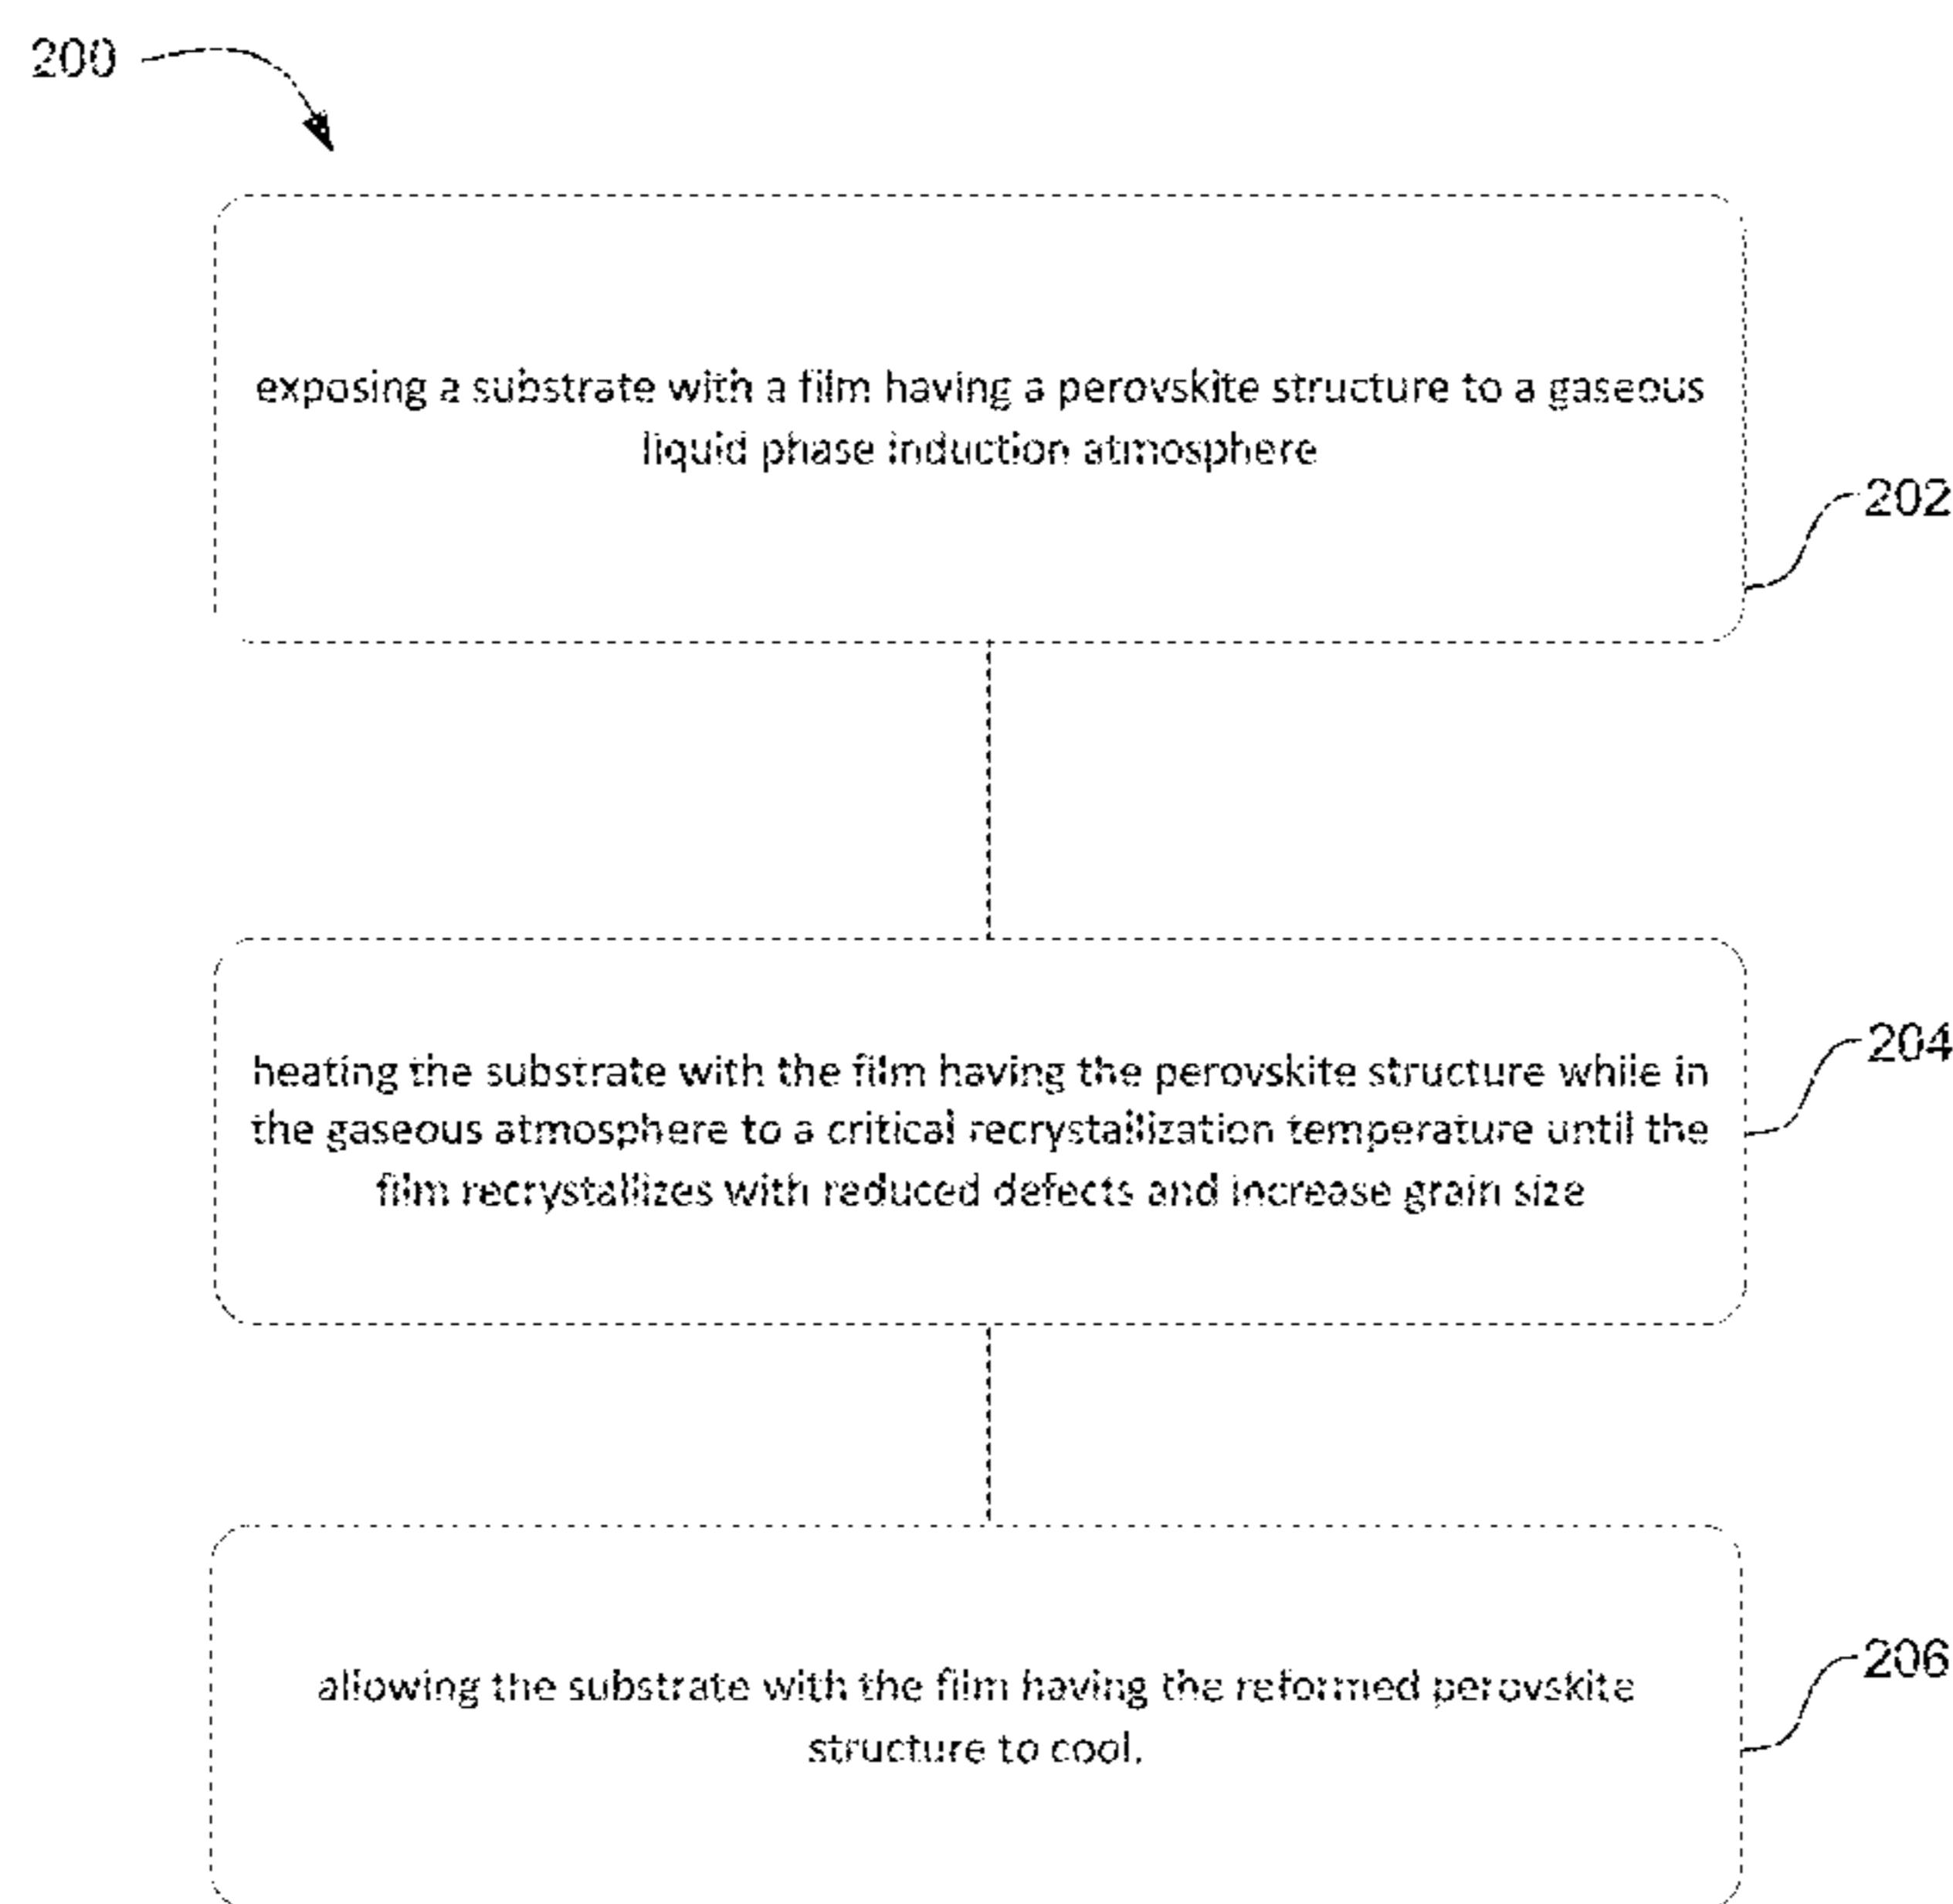 200
exposing a substrate with a film having a perovskite structure to a gaseous
liquid phase induction atmosphere
202
heating the substrate with the film having the perovskite structure while in
the gaseous atmosphere to a critical recrystallization temperature until the
film recrystallizes with reduced defects and increase grain size
204
allowing the substrate with the film having the reformed perovskite
structure to cool.
206